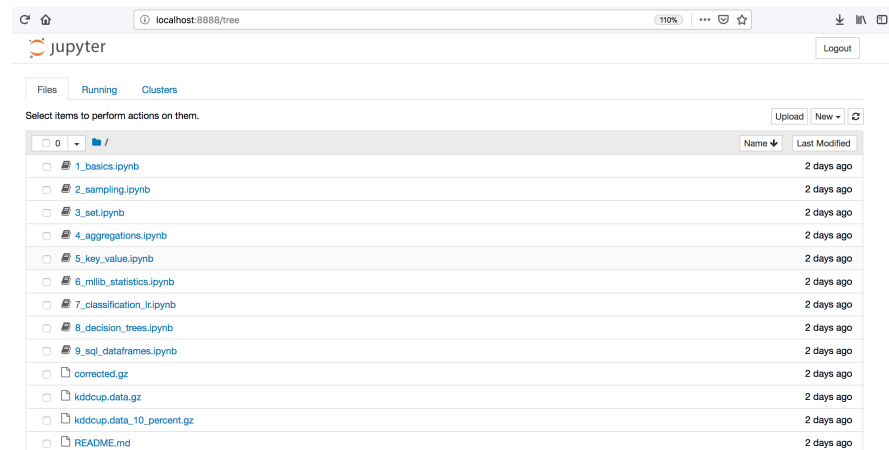 localhost:8888/tree 110%
jupyter Logout
Files Running Clusters
Select items to perform actions on them. Upload New
0 / Name Last Modified
1_basics.ipynb 2 days ago
2_sampling.ipynb 2 days ago
3_set.ipynb 2 days ago
4_aggregations.ipynb 2 days ago
5_key_value.ipynb 2 days ago
6_mllib_statistics.ipynb 2 days ago
7_classification_lr.ipynb 2 days ago
8_decision_trees.ipynb 2 days ago
9_sql_dataframes.ipynb 2 days ago
corrected.gz 2 days ago
kddcup.data.gz 2 days ago
kddcup.data_10_percent.gz 2 days ago
README.md 2 days ago